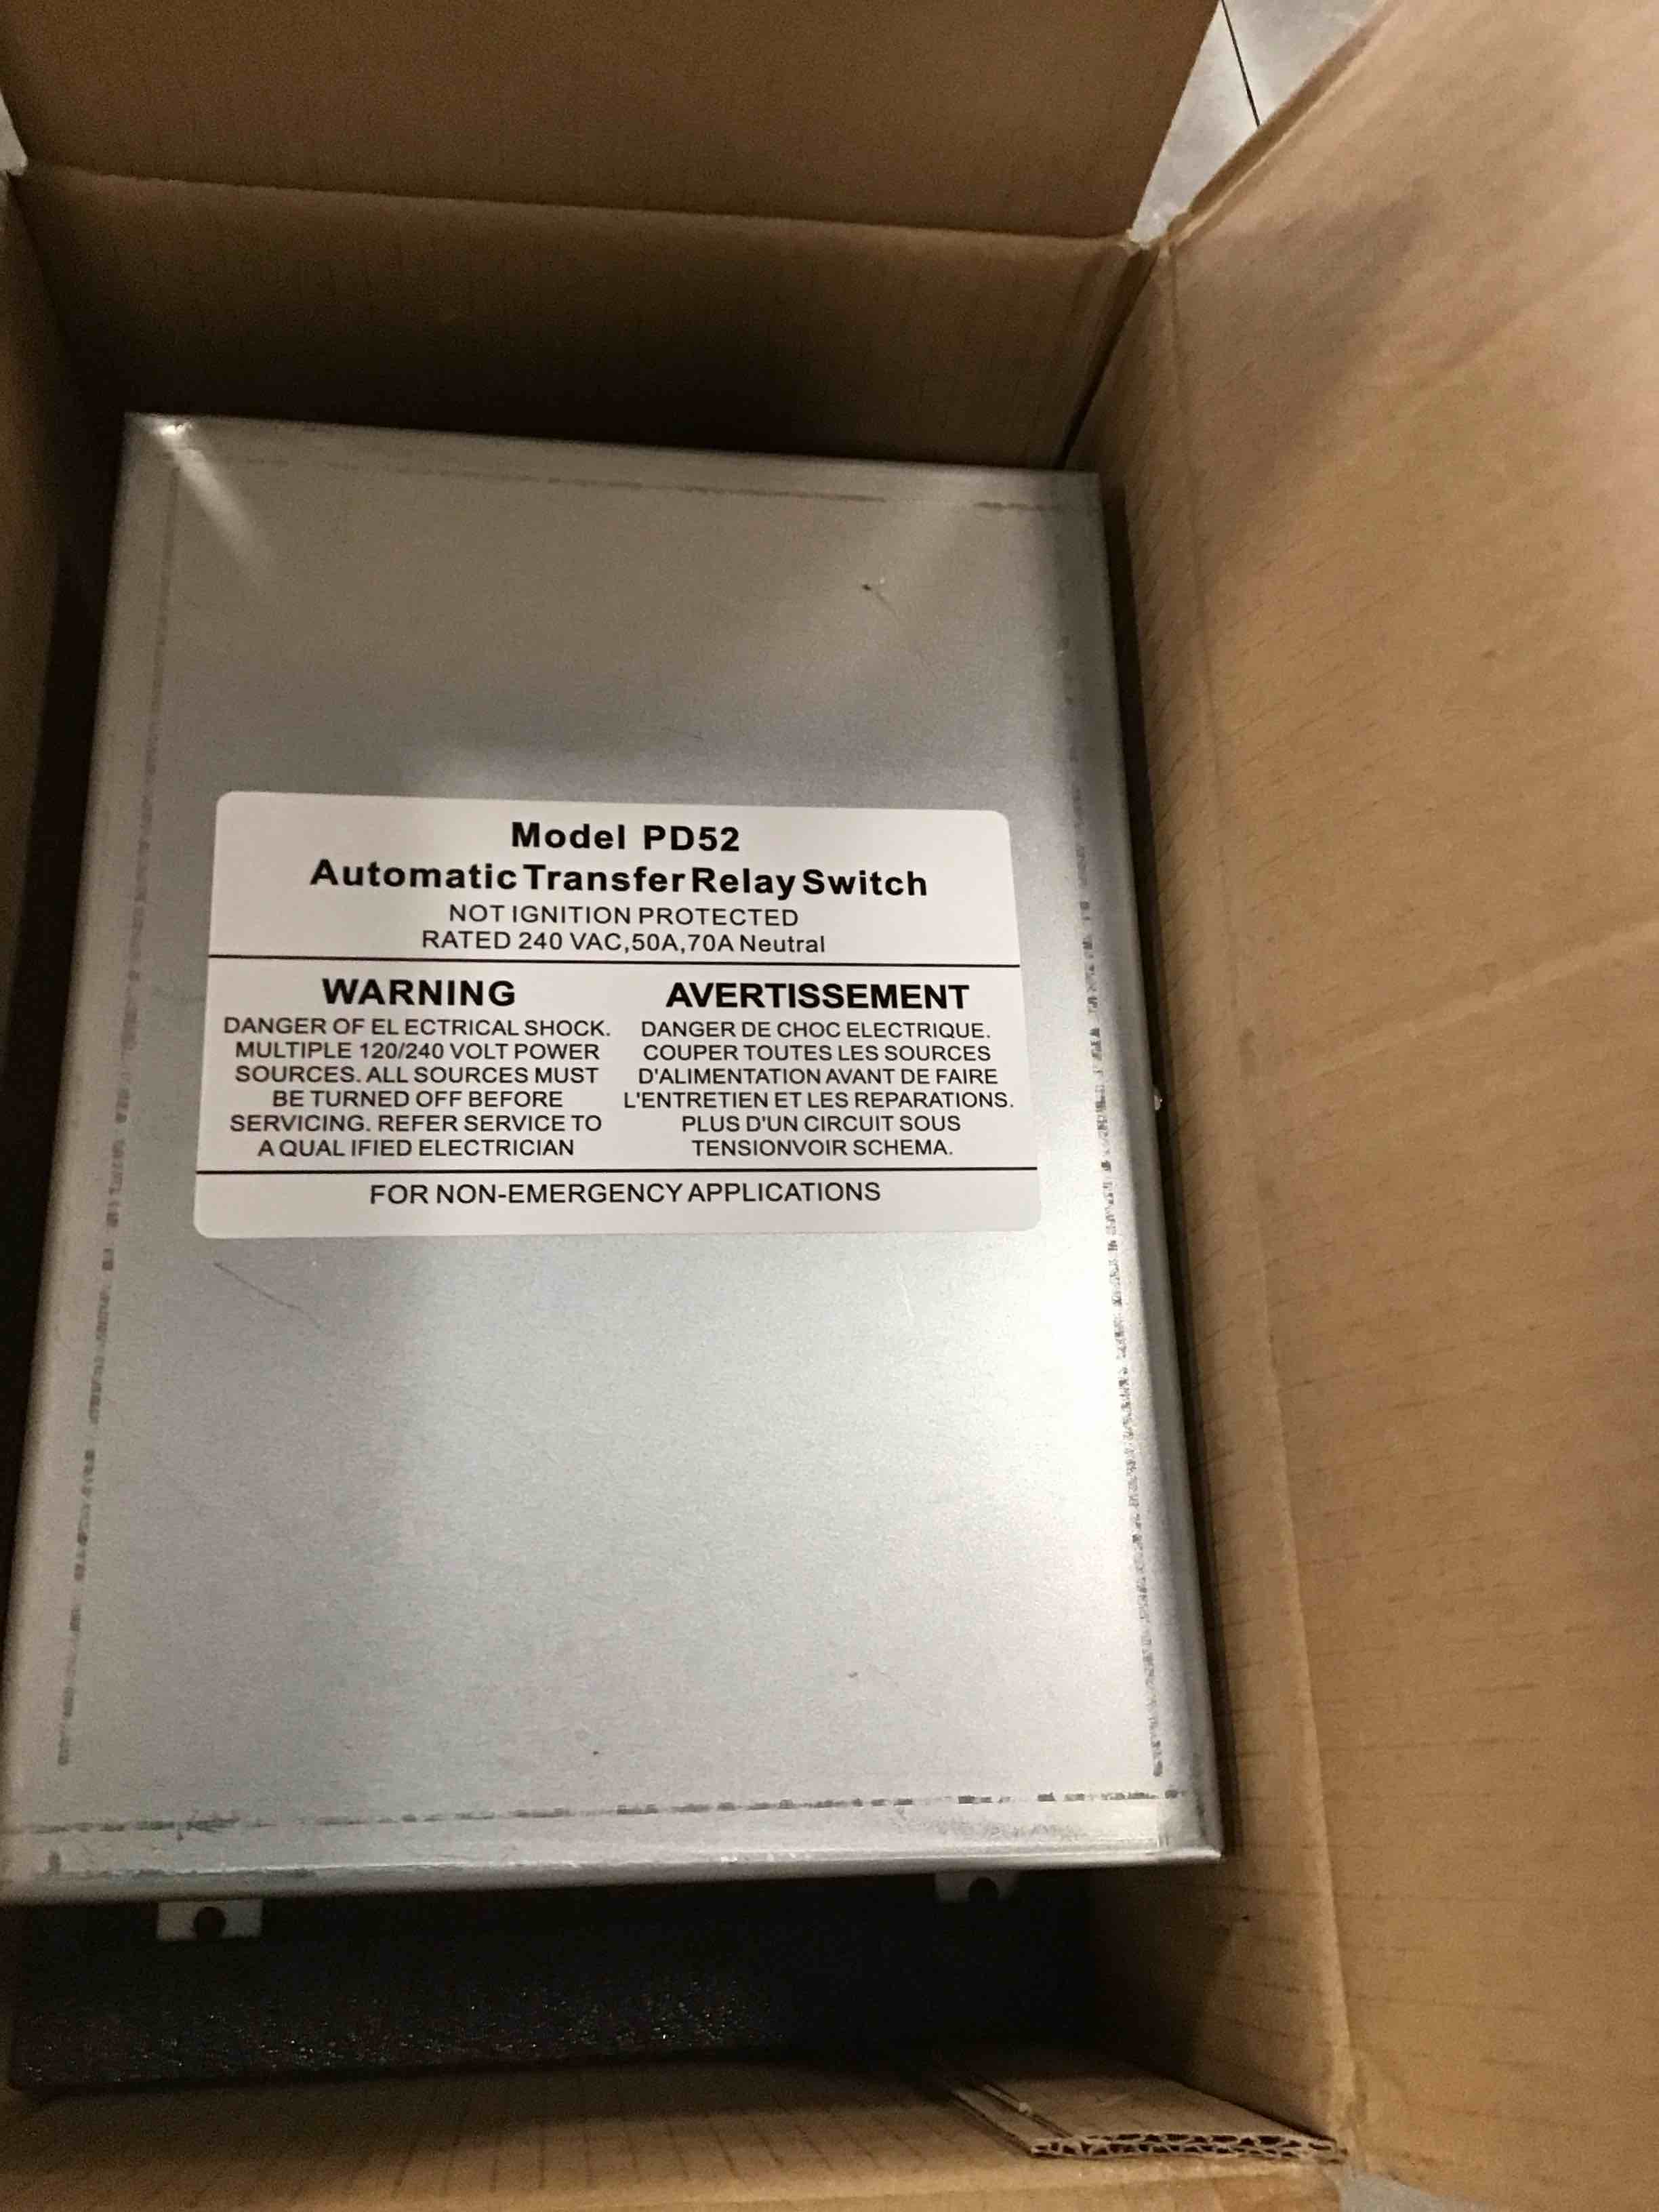 Model PD52
Automatic Transfer Relay Switch
NOT IGNITION PROTECTED
RATED 240 VAC,50A,70A Neutral
WARNING
DANGER OF EL ECTRICAL SHOCK.
MULTIPLE 120/240 VOLT POWER
SOURCES. ALL SOURCES MUST
BE TURNED OFF BEFORE
SERVICING. REFER SERVICE TO
A QUAL IFIED ELECTRICIAN
AVERTISSEMENT
DANGER DE CHOC ELECTRIQUE.
COUPER TOUTES LES SOURCES
D'ALIMENTATION AVANT DE FAIRE
L'ENTRETIEN ET LES REPARATIONS.
PLUS D'UN CIRCUIT SOUS
TENSIONVOIR SCHEMA.
FOR NON-EMERGENCY APPLICATIONS